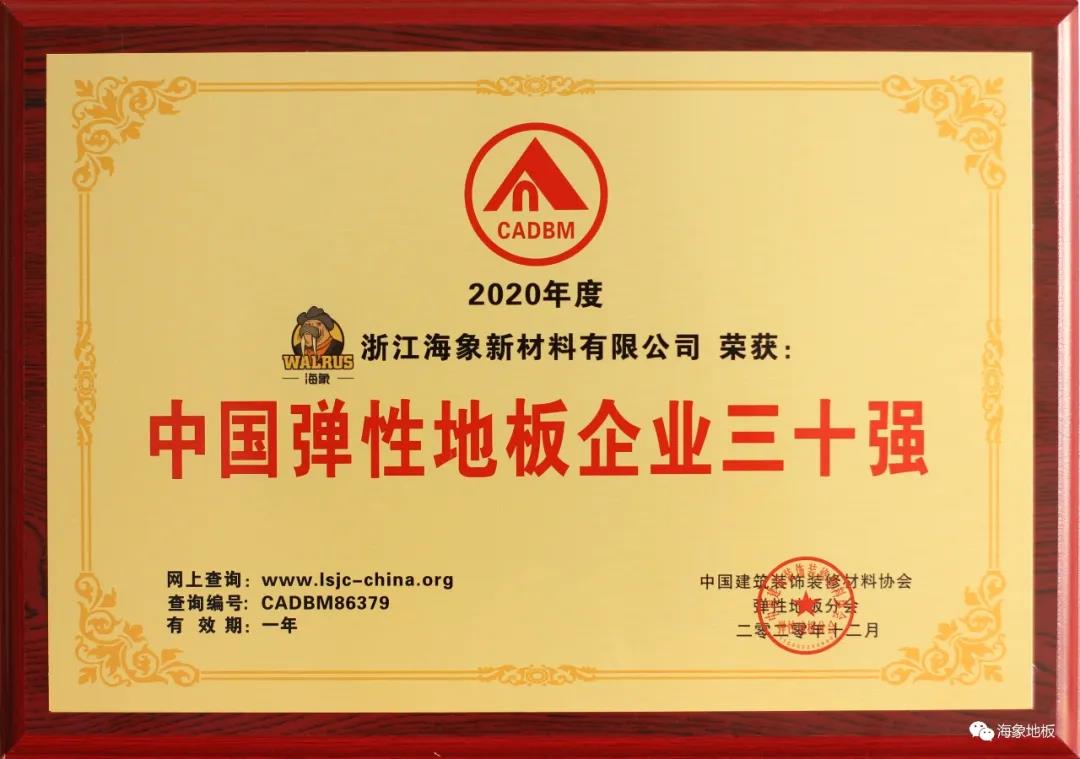 CADBM
2020年度
WALRUS
海象
浙江海象新材料有限公司 荣获：
中国弹性地板企业三十强
网上查询：www.lsjc-china.org
查询编号：CADBM86379
有 效 期：一年
中国建筑装饰装修材料协会
弹性地板分会
二零二零年十二月
海象地板